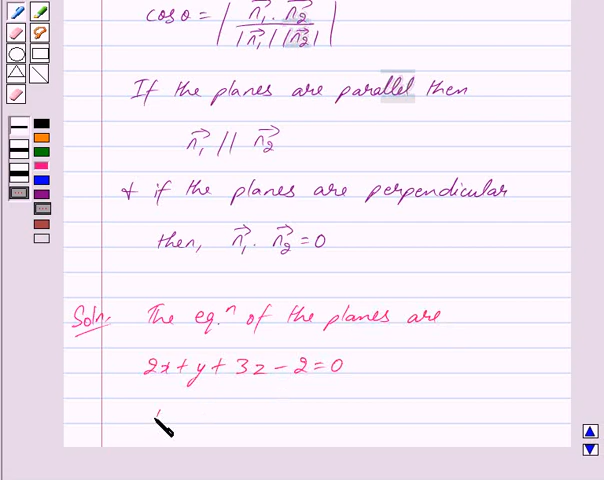 cos θ = | n₁⃗ . n₂⃗ / |n₁⃗| |n₂⃗| |
If the planes are parallel then
n₁⃗ // n₂⃗
& if the planes are perpendicular
then, n₁⃗ . n₂⃗ = 0
Soln. The eq.ⁿ of the planes are
2x + y + 3z - 2 = 0